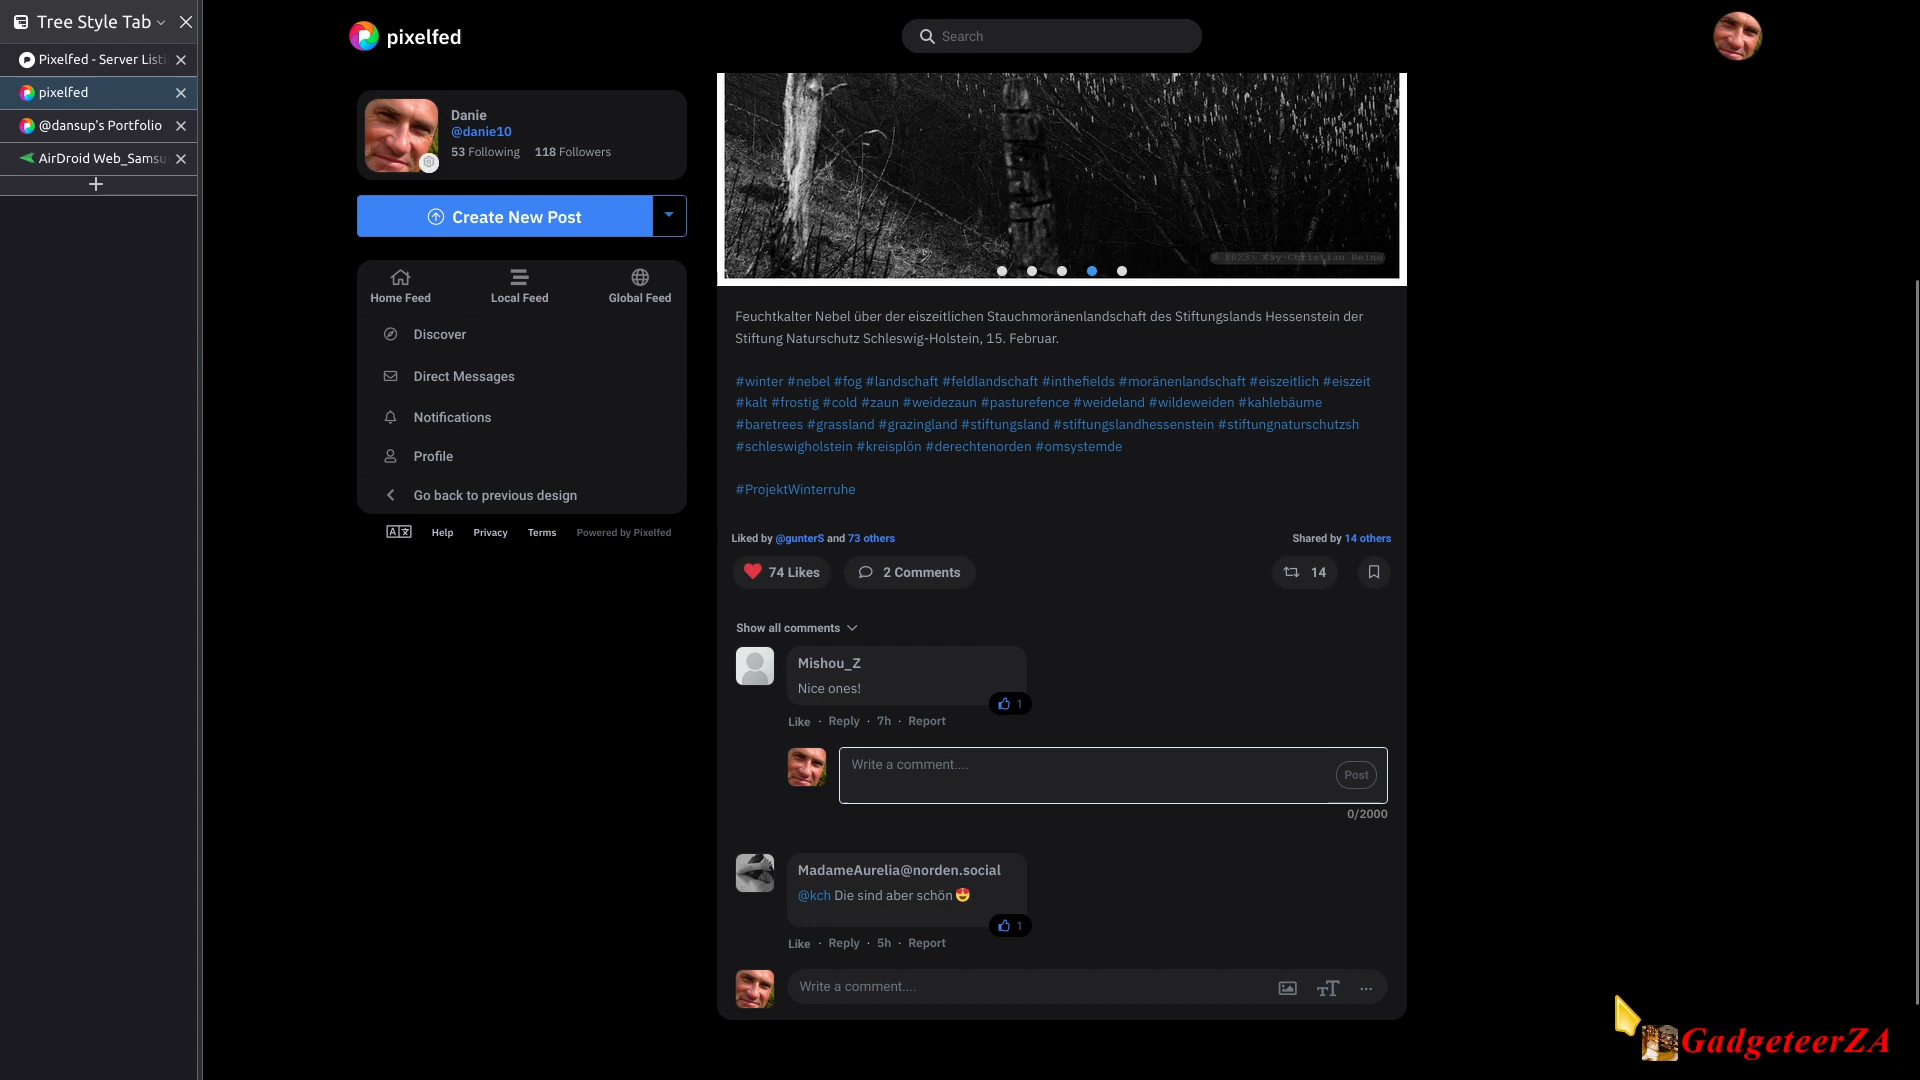 Tree Style Tab
Pixelfed - Server Listi
pixelfed
@dansup's Portfolio
AirDroid Web_Samsu
pixelfed
Search
Danie
@danie10
53 Following 118 Followers
Create New Post
Home Feed Local Feed Global Feed
Discover
Direct Messages
Notifications
Profile
Go back to previous design
Help Privacy Terms Powered by Pixelfed
© 2023 - Kay-Christian Heine
Feuchtkalter Nebel über der eiszeitlichen Stauchmoränenlandschaft des Stiftungslands Hessenstein der
Stiftung Naturschutz Schleswig-Holstein, 15. Februar.
#winter #nebel #fog #landschaft #feldlandschaft #inthefields #moränenlandschaft #eiszeitlich #eiszeit
#kalt #frostig #cold #zaun #weidezaun #pasturefence #weideland #wildeweiden #kahlebäume
#baretrees #grassland #grazingland #stiftungsland #stiftungslandhessenstein #stiftungnaturschutzsh
#schleswigholstein #kreisplön #derechtenorden #omsystemde
#ProjektWinterruhe
Liked by @gunterS and 73 others Shared by 14 others
74 Likes 2 Comments 14
Show all comments
Mishou_Z
Nice ones!
1
Like · Reply · 7h · Report
Write a comment....
Post
0/2000
MadameAurelia@norden.social
@kch Die sind aber schön 😍
1
Like · Reply · 5h · Report
Write a comment....
GadgeteerZA